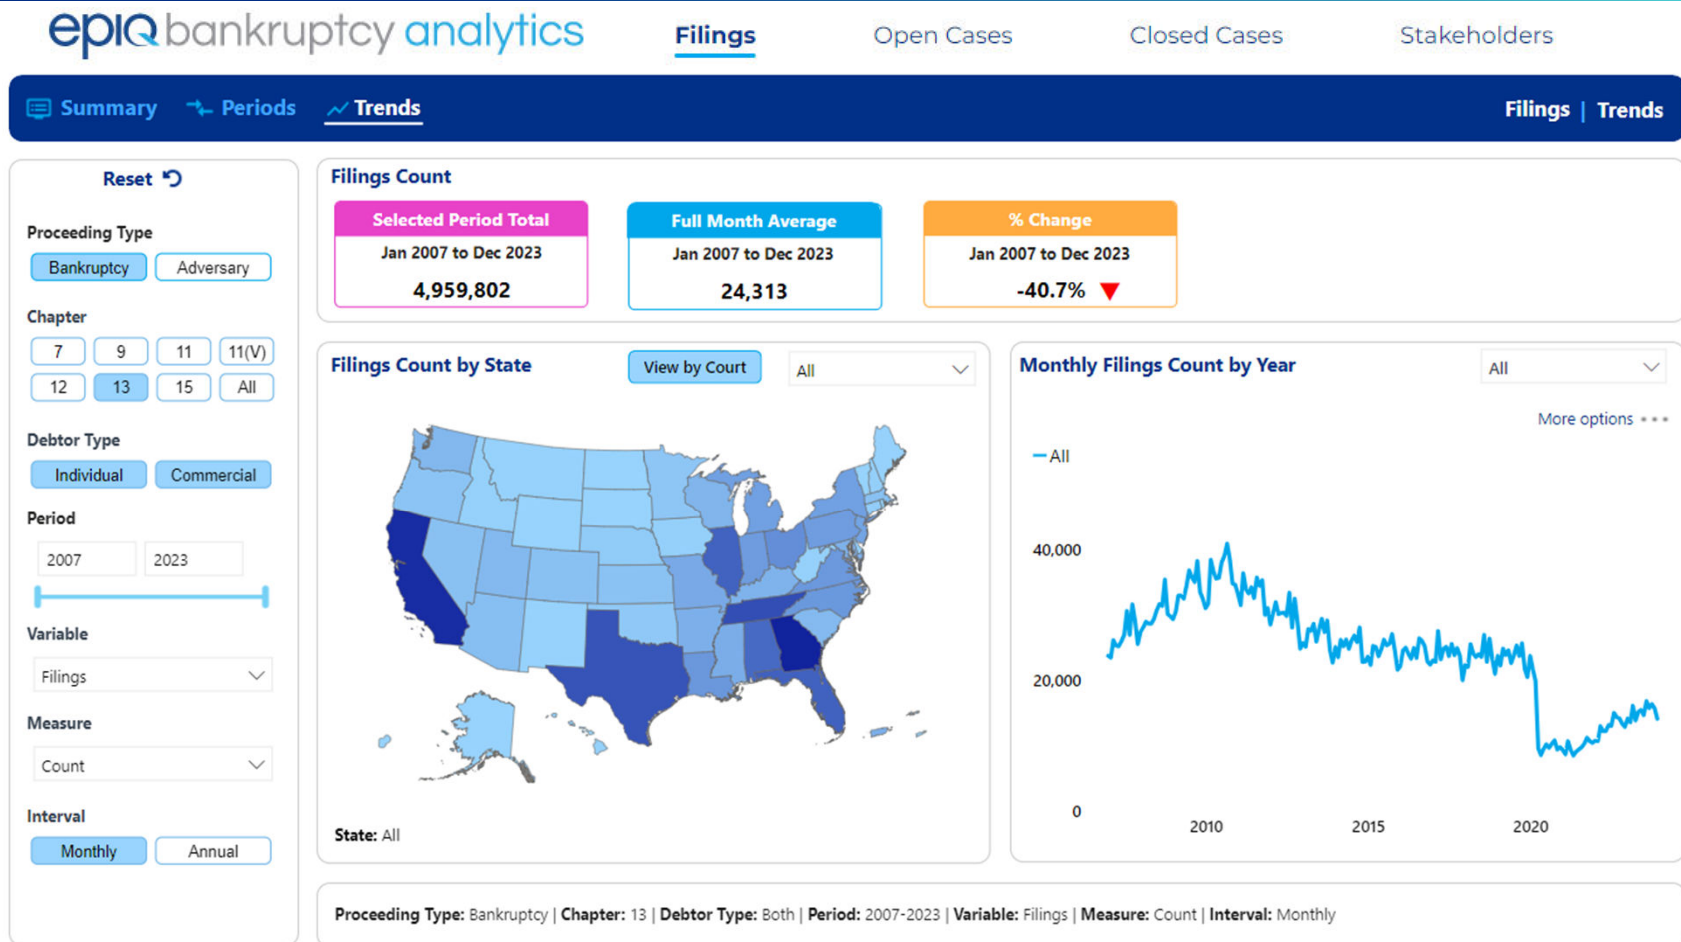 epiq bankruptcy analytics
Filings
Open Cases
Closed Cases
Stakeholders
Summary
Periods
Trends
Filings | Trends
Reset
Proceeding Type
Bankruptcy
Adversary
Chapter
7
9
11
11(V)
12
13
15
All
Debtor Type
Individual
Commercial
Period
2007
2023
Variable
Filings
Measure
Count
Interval
Monthly
Annual
Filings Count
Selected Period Total
Jan 2007 to Dec 2023
4,959,802
Full Month Average
Jan 2007 to Dec 2023
24,313
% Change
Jan 2007 to Dec 2023
-40.7%
Filings Count by State
View by Court
All
State: All
Monthly Filings Count by Year
All
More options
All
40,000
20,000
0
2010
2015
2020
Proceeding Type: Bankruptcy | Chapter: 13 | Debtor Type: Both | Period: 2007-2023 | Variable: Filings | Measure: Count | Interval: Monthly